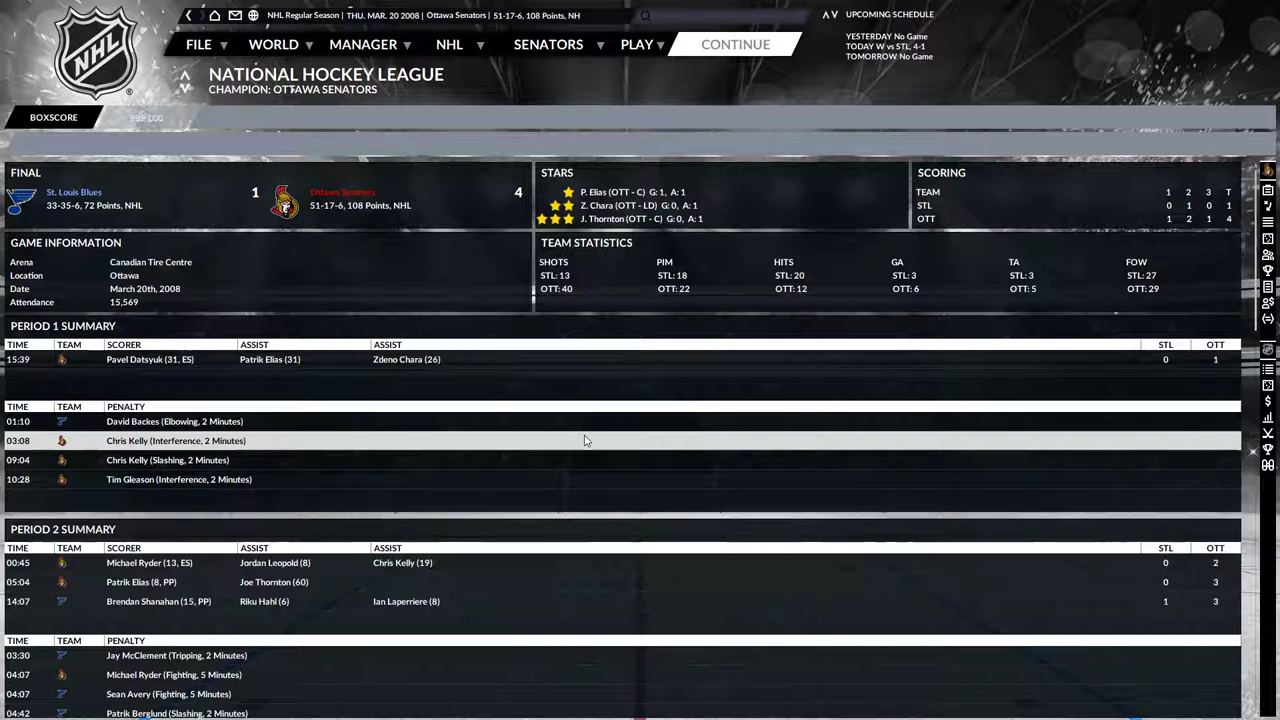 NHL Regular Season | THU. MAR. 20 2008 | Ottawa Senators | 51-17-6, 108 Points, NH
UPCOMING SCHEDULE
YESTERDAY No Game
TODAY W vs STL, 4-1
TOMORROW No Game
NHL
FILE WORLD MANAGER NHL SENATORS PLAY CONTINUE
NATIONAL HOCKEY LEAGUE
CHAMPION: OTTAWA SENATORS
BOXSCORE PBP LOG
FINAL
St. Louis Blues 1 Ottawa Senators 4
33-35-6, 72 Points, NHL 51-17-6, 108 Points, NHL
STARS
P. Elias (OTT - C) G: 1, A: 1
Z. Chara (OTT - LD) G: 0, A: 1
J. Thornton (OTT - C) G: 0, A: 1
SCORING
TEAM 1 2 3 T
STL 0 1 0 1
OTT 1 2 1 4
GAME INFORMATION
Arena Canadian Tire Centre
Location Ottawa
Date March 20th, 2008
Attendance 15,569
TEAM STATISTICS
SHOTS PIM HITS GA TA FOW
STL: 13 STL: 18 STL: 20 STL: 3 STL: 3 STL: 27
OTT: 40 OTT: 22 OTT: 12 OTT: 6 OTT: 5 OTT: 29
PERIOD 1 SUMMARY
TIME TEAM SCORER ASSIST ASSIST STL OTT
15:39 Pavel Datsyuk (31, ES) Patrik Elias (31) Zdeno Chara (26) 0 1
TIME TEAM PENALTY
01:10 David Backes (Elbowing, 2 Minutes)
03:08 Chris Kelly (Interference, 2 Minutes)
09:04 Chris Kelly (Slashing, 2 Minutes)
10:28 Tim Gleason (Interference, 2 Minutes)
PERIOD 2 SUMMARY
TIME TEAM SCORER ASSIST ASSIST STL OTT
00:45 Michael Ryder (13, ES) Jordan Leopold (8) Chris Kelly (19) 0 2
05:04 Patrik Elias (8, PP) Joe Thornton (60) 0 3
14:07 Brendan Shanahan (15, PP) Riku Hahl (6) Ian Laperriere (8) 1 3
TIME TEAM PENALTY
03:30 Jay McClement (Tripping, 2 Minutes)
04:07 Michael Ryder (Fighting, 5 Minutes)
04:07 Sean Avery (Fighting, 5 Minutes)
04:42 Patrik Berglund (Slashing, 2 Minutes)